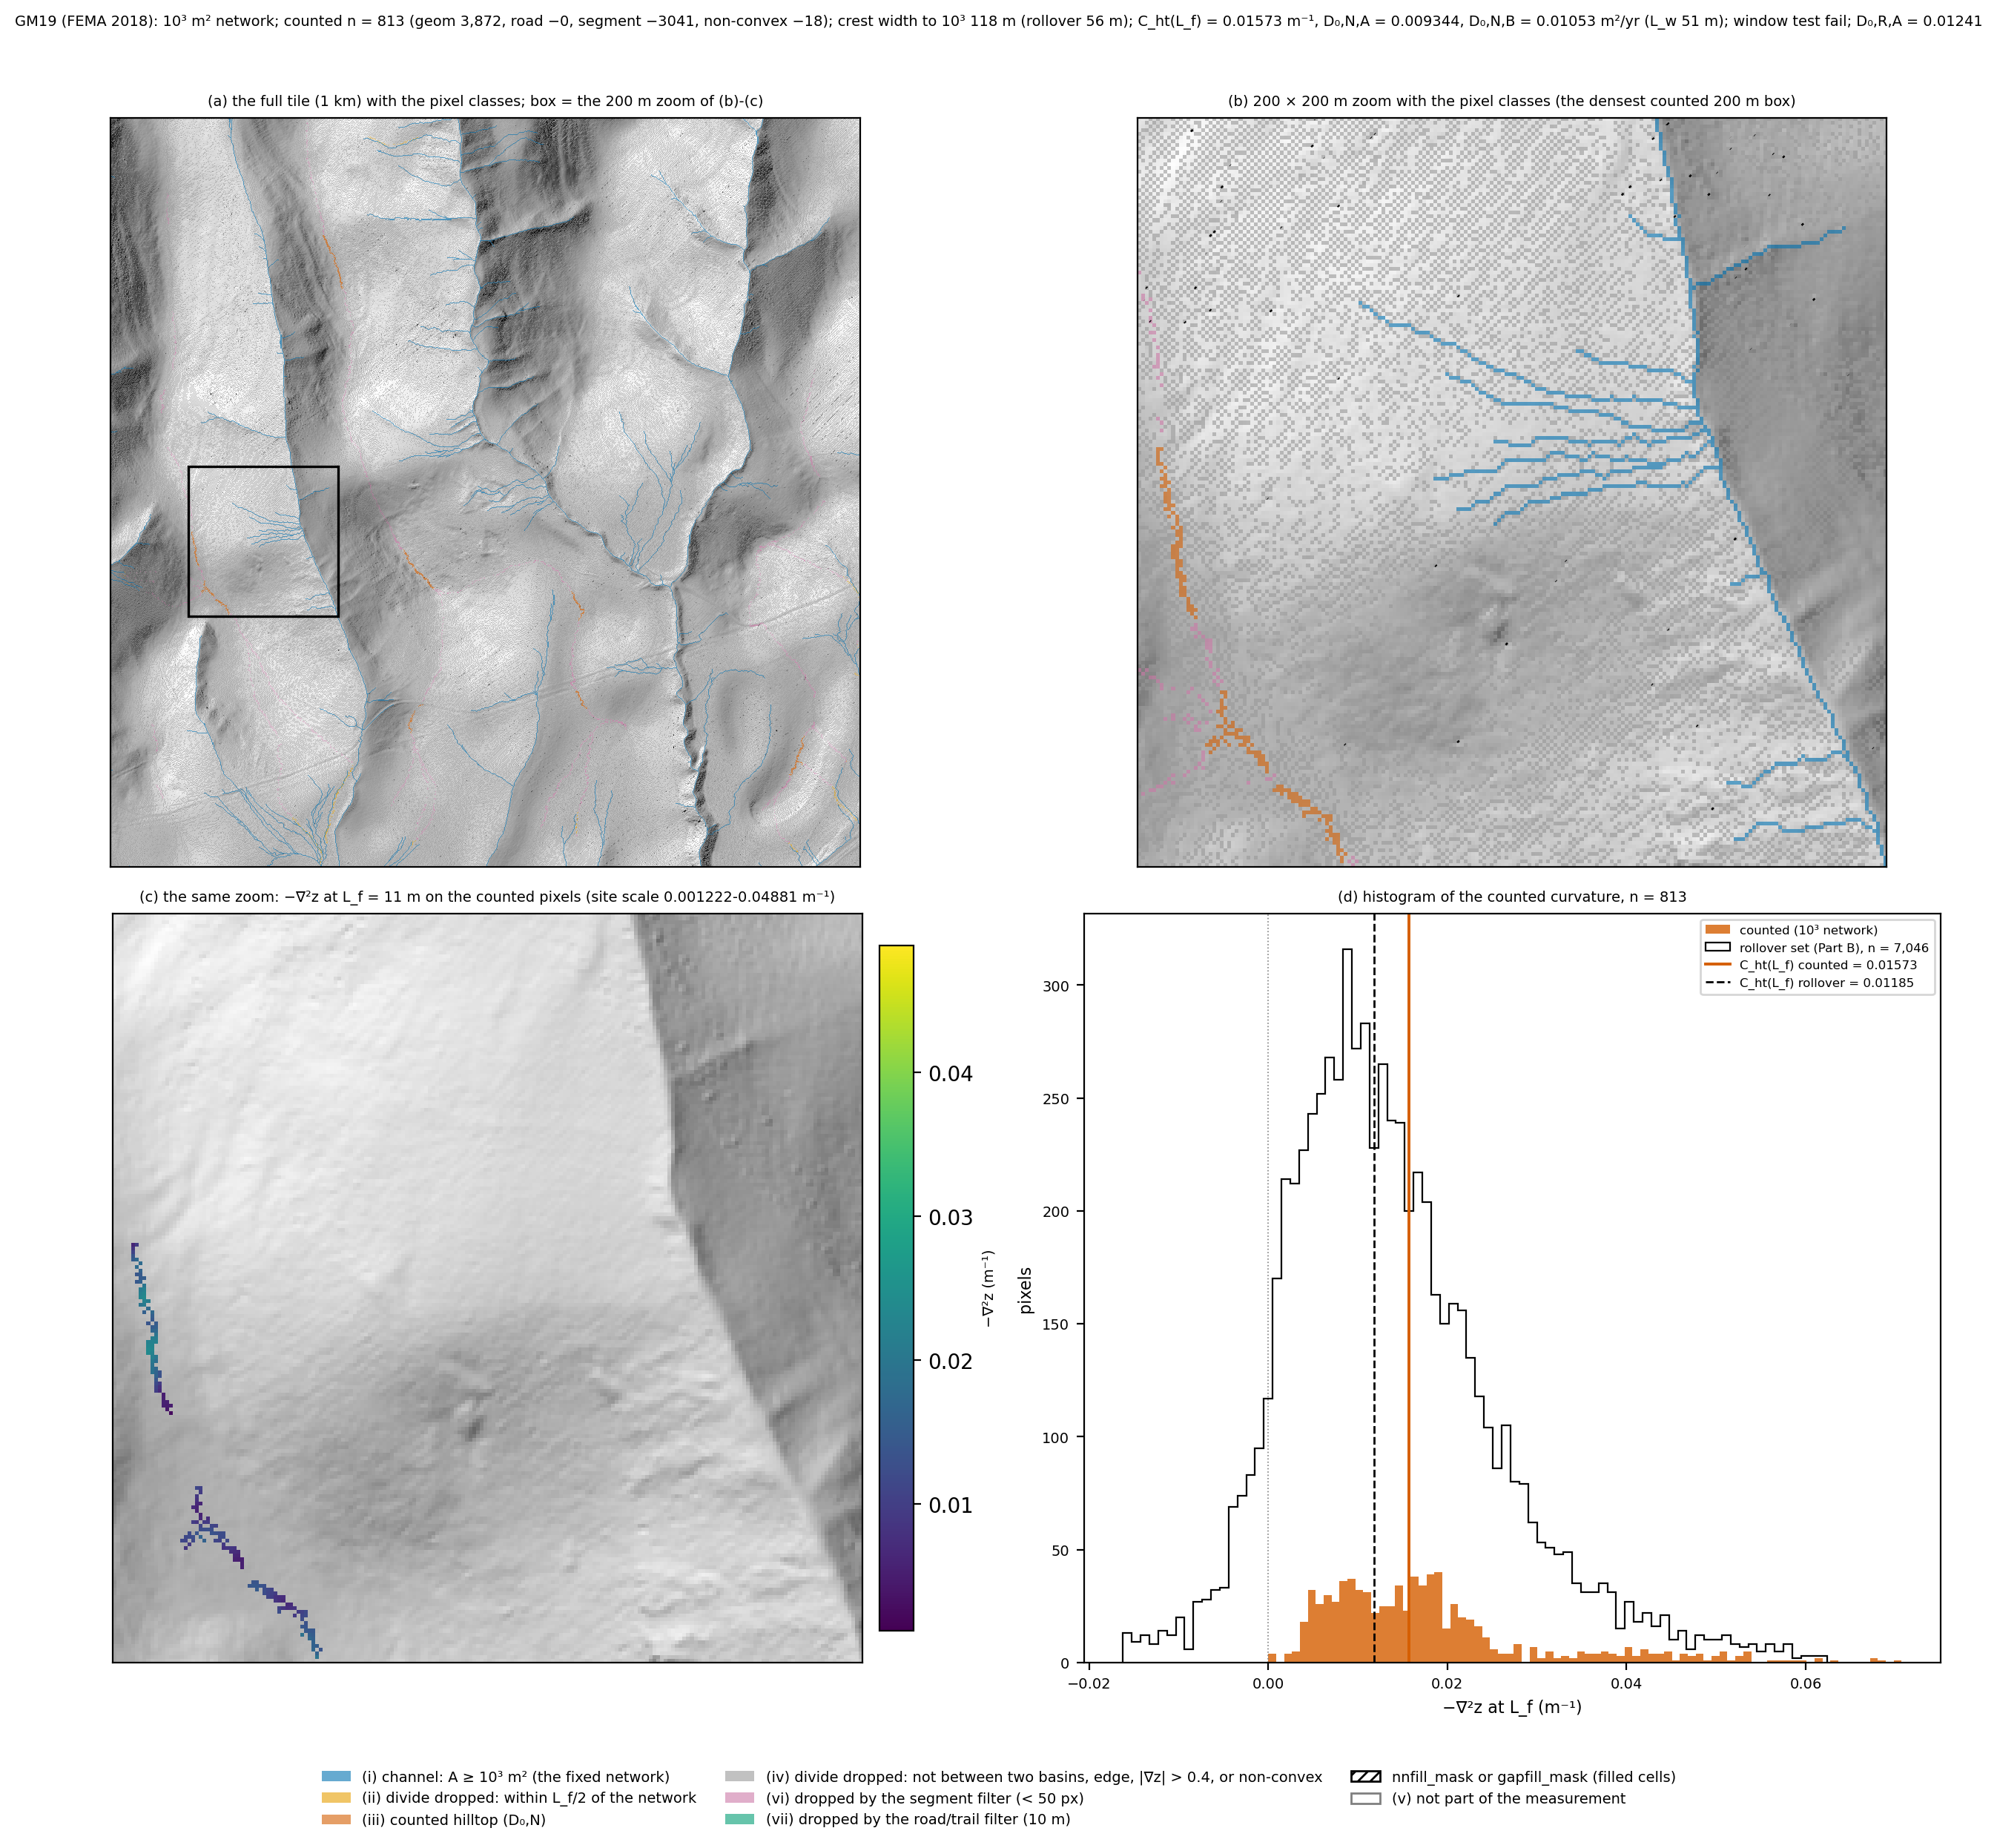 GM19 (FEMA 2018): 10³ m² network; counted n = 813 (geom 3,872, road −0, segment −3041, non-convex −18); crest width to 10³ 118 m (rollover 56 m); C_ht(L_f) = 0.01573 m⁻¹, D₀,N,A = 0.009344, D₀,N,B = 0.01053 m²/yr (L_w 51 m); window test fail; D₀,R,A = 0.01241
(a) the full tile (1 km) with the pixel classes; box = the 200 m zoom of (b)-(c)
(b) 200 × 200 m zoom with the pixel classes (the densest counted 200 m box)
(c) the same zoom: −∇²z at L_f = 11 m on the counted pixels (site scale 0.001222-0.04881 m⁻¹)
0.04
0.03
0.02
0.01
−∇²z (m⁻¹)
(d) histogram of the counted curvature, n = 813
counted (10³ network)
rollover set (Part B), n = 7,046
C_ht(L_f) counted = 0.01573
C_ht(L_f) rollover = 0.01185
pixels
300
250
200
150
100
50
0
−0.02
0.00
0.02
0.04
0.06
−∇²z at L_f (m⁻¹)
(i) channel: A ≥ 10³ m² (the fixed network)
(ii) divide dropped: within L_f/2 of the network
(iii) counted hilltop (D₀,N)
(iv) divide dropped: not between two basins, edge, |∇z| > 0.4, or non-convex
(vi) dropped by the segment filter (< 50 px)
(vii) dropped by the road/trail filter (10 m)
nnfill_mask or gapfill_mask (filled cells)
(v) not part of the measurement